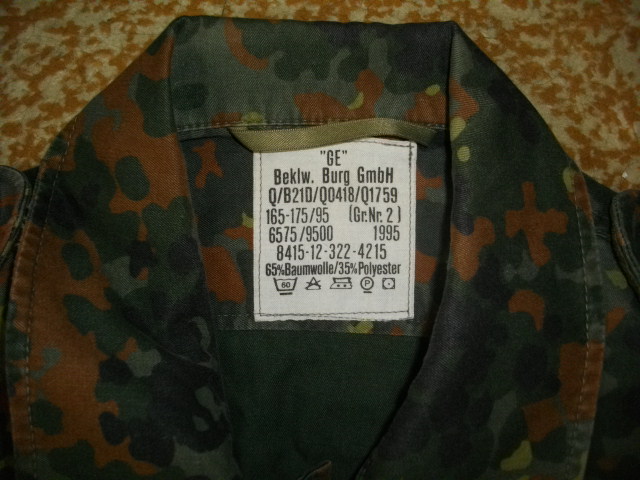 "GE"
Beklw. Burg GmbH
Q/B21D/Q0418/Q1759
165-175/95 (Gr.Nr. 2)
6575/9500 1995
8415-12-322-4215
65%Baumwolle/35%Polyester
60 P